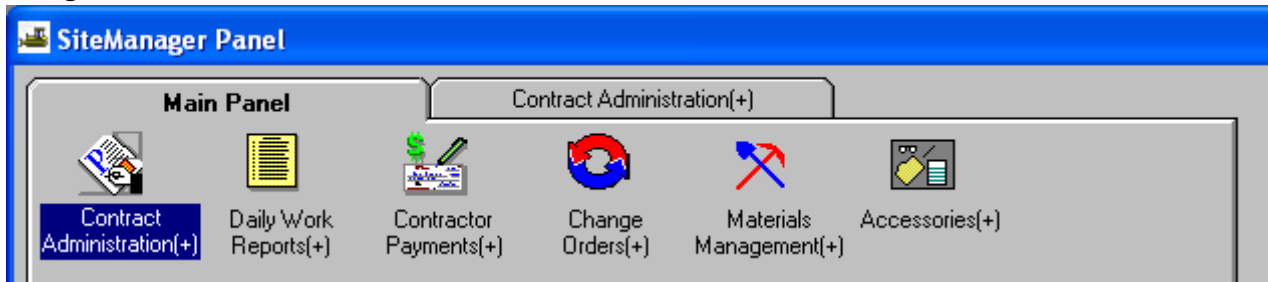 SiteManager Panel
Main Panel
Contract Administration(+)
Contract
Administration(+)
Daily Work
Reports(+)
Contractor
Payments(+)
Change
Orders(+)
Materials
Management(+)
Accessories(+)